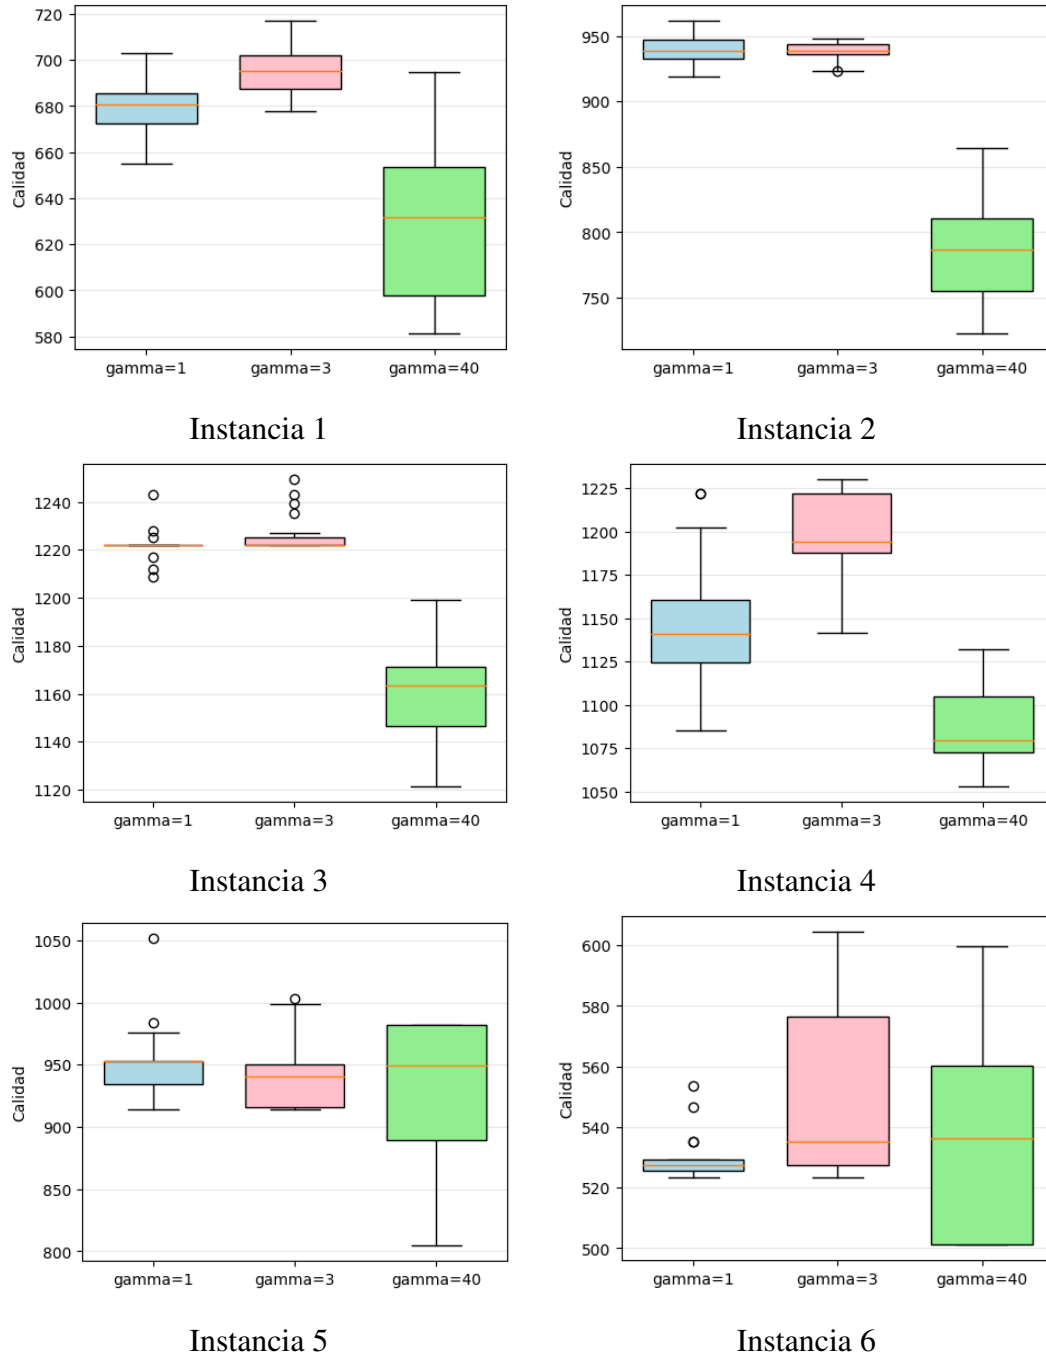 720
700
680
660
640
620
600
580
Calidad
gamma=1 gamma=3 gamma=40
Instancia 1
950
900
850
800
750
Calidad
gamma=1 gamma=3 gamma=40
Instancia 2
1240
1220
1200
1180
1160
1140
1120
Calidad
gamma=1 gamma=3 gamma=40
Instancia 3
1225
1200
1175
1150
1125
1100
1075
1050
Calidad
gamma=1 gamma=3 gamma=40
Instancia 4
1050
1000
950
900
850
800
Calidad
gamma=1 gamma=3 gamma=40
Instancia 5
600
580
560
540
520
500
Calidad
gamma=1 gamma=3 gamma=40
Instancia 6